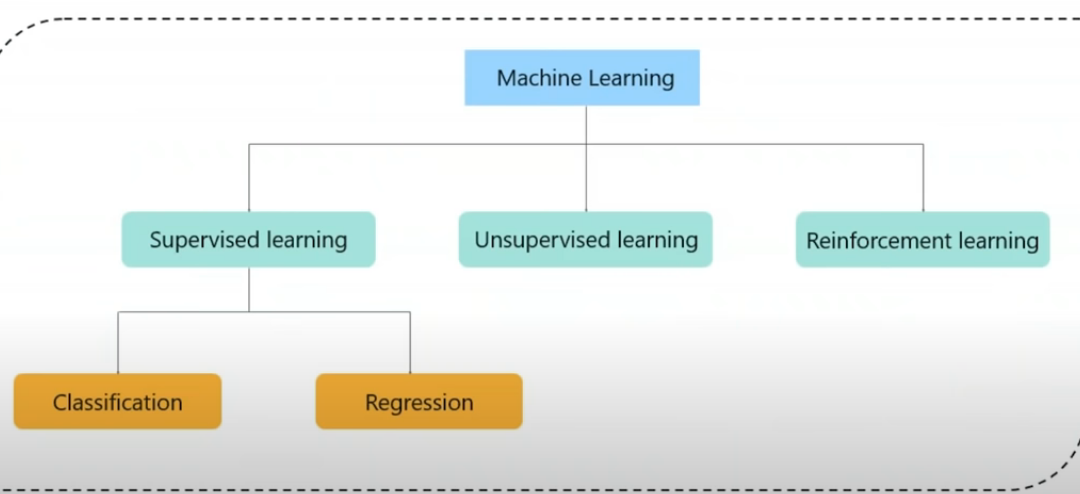 Machine Learning
Supervised learning
Unsupervised learning
Reinforcement learning
Classification
Regression